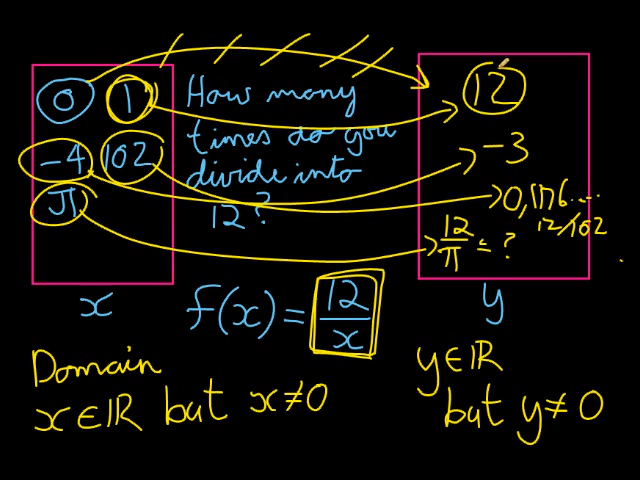 0 1
-4 102
π
How many
times do you
divide into
12?
12
-3
0,1176...
12/102
12/π = ?
x
f(x) = 12/x
y
Domain
x∈ℝ but x≠0
y∈ℝ
but y≠0